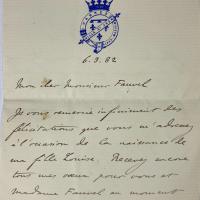 6.3.82
Mon cher Monsieur Fauvel
Je vous remercie infiniment des
félicitations que vous m'adressez
à l'occasion de la naissance de
ma fille Louise. Recevez encore
tous mes vœux pour vous et
Madame Fauvel au moment